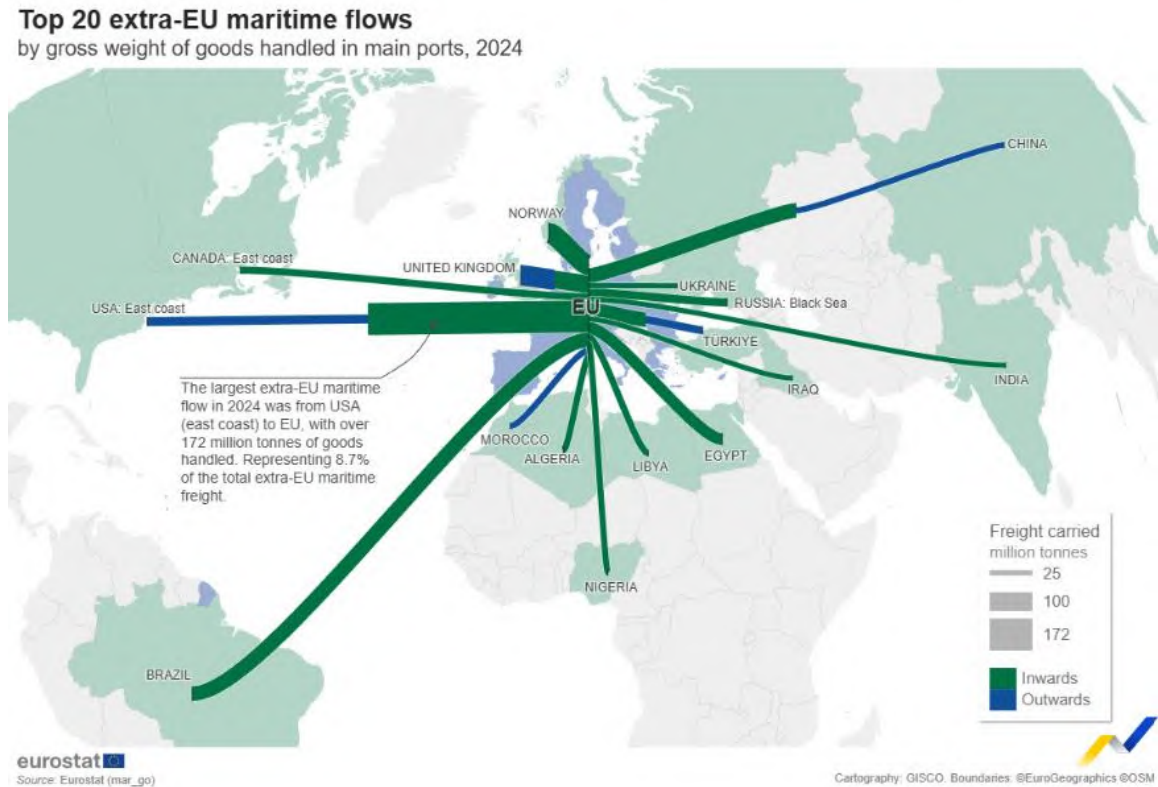 Top 20 extra-EU maritime flows
by gross weight of goods handled in main ports, 2024
CHINA
NORWAY
CANADA: East coast
UNITED KINGDOM
UKRAINE
EU
RUSSIA: Black Sea
USA: East coast
TÜRKIYE
INDIA
IRAQ
The largest extra-EU maritime
flow in 2024 was from USA
(east coast) to EU, with over
172 million tonnes of goods
handled. Representing 8.7%
of the total extra-EU maritime
freight.
MOROCCO
ALGERIA
LIBYA
EGYPT
NIGERIA
BRAZIL
Freight carried
million tonnes
25
100
172
Inwards
Outwards
eurostat
Source: Eurostat (mar_go)
Cartography: GISCO. Boundaries: ©EuroGeographics ©OSM